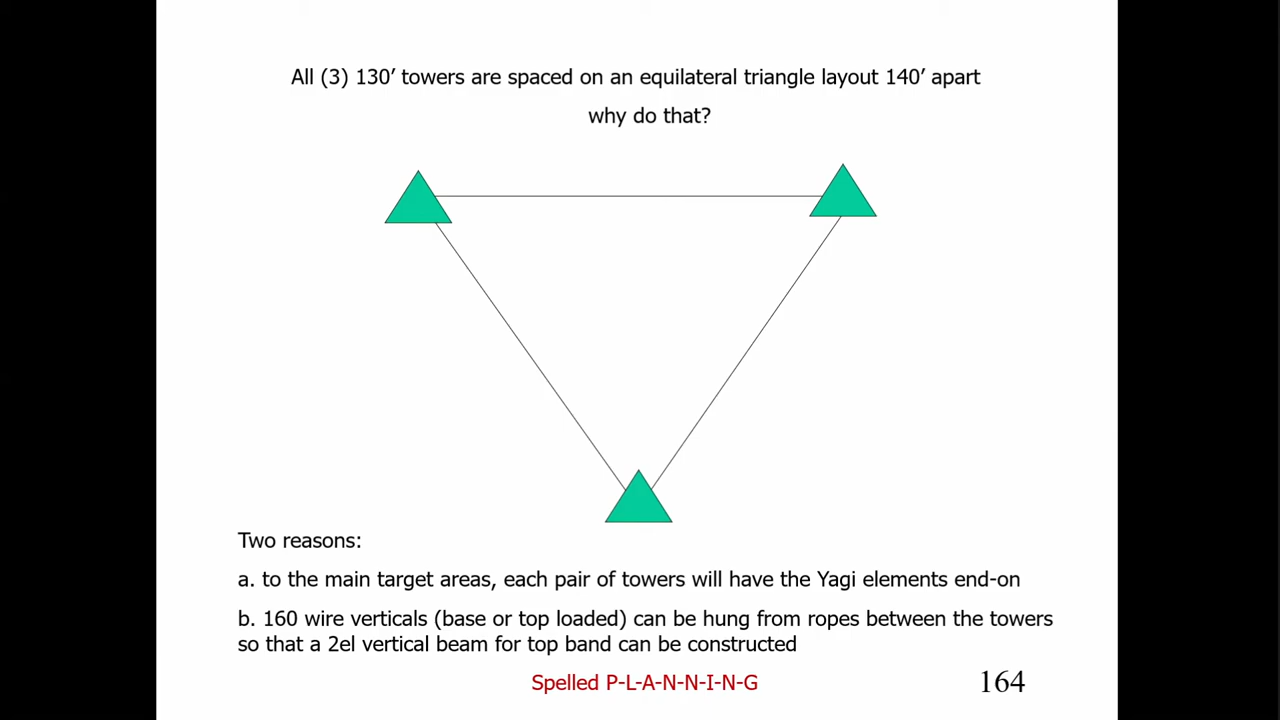 All (3) 130’ towers are spaced on an equilateral triangle layout 140’ apart
why do that?
Two reasons:
a. to the main target areas, each pair of towers will have the Yagi elements end-on
b. 160 wire verticals (base or top loaded) can be hung from ropes between the towers
so that a 2el vertical beam for top band can be constructed
Spelled P-L-A-N-N-I-N-G
164